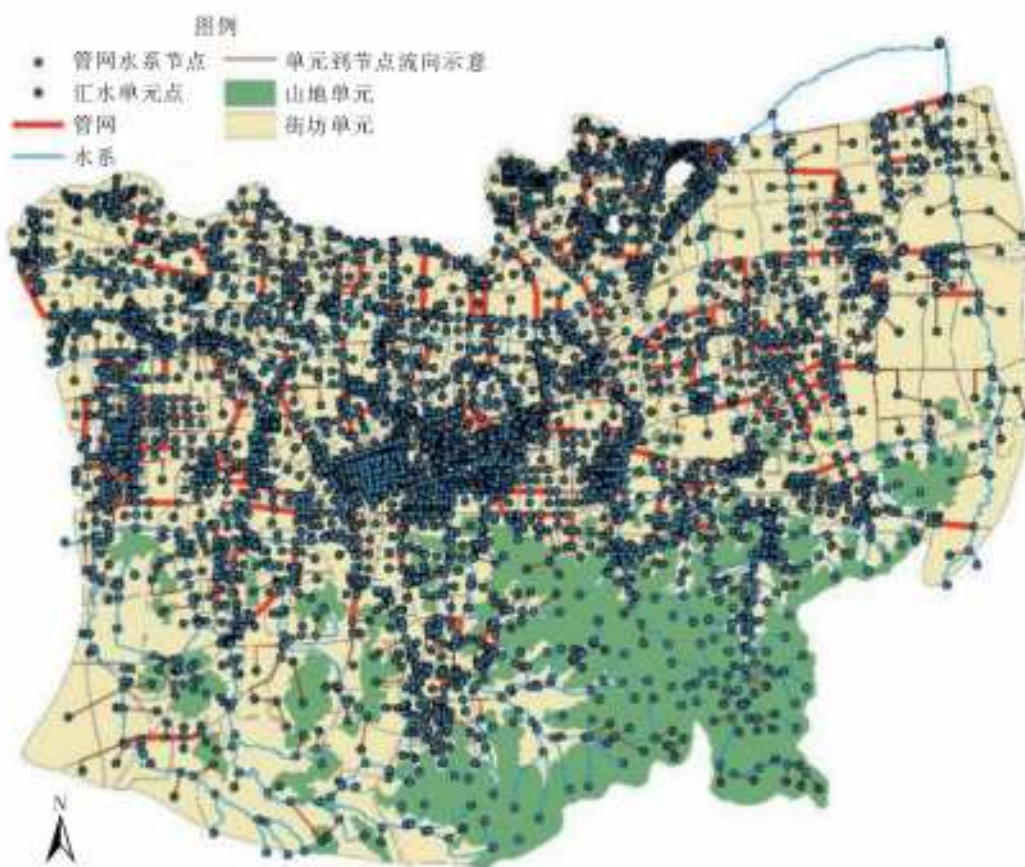 图例
管网水系节点
单元到节点流向示意
汇水单元点
山地单元
管网
街坊单元
水系
N